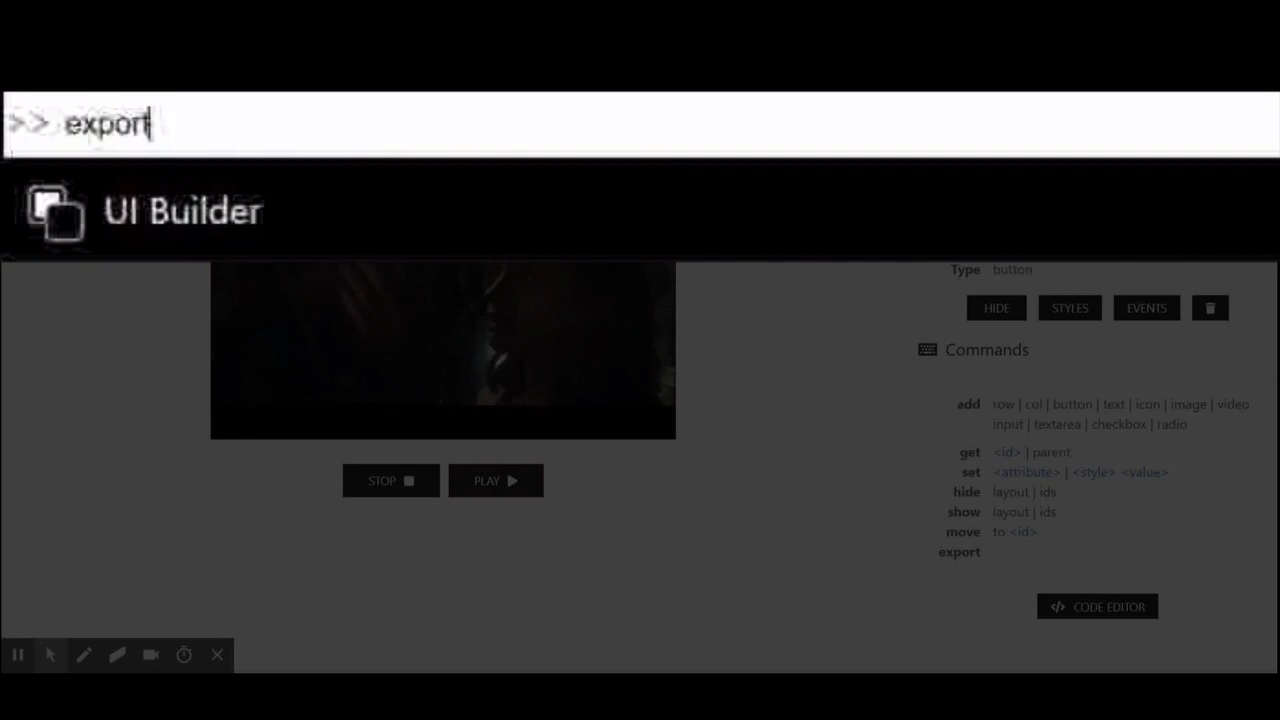 >> export
UI Builder
Type button
HIDE STYLES EVENTS
Commands
add row | col | button | text | icon | image | video
input | textarea | checkbox | radio
get <id> | parent
set <attribute> | <style> <value>
hide layout | ids
show layout | ids
move to <id>
export
STOP PLAY
</> CODE EDITOR